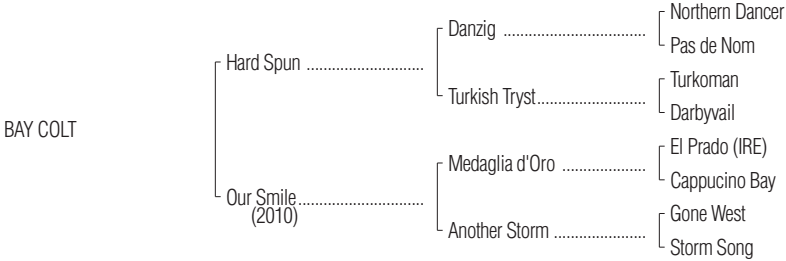 Northern Dancer
Danzig ................................
Pas de Nom
Hard Spun ..........................
Turkoman
Turkish Tryst........................
Darbyvail
BAY COLT
El Prado (IRE)
Medaglia d'Oro ...................
Cappucino Bay
Our Smile............................
(2010)
Gone West
Another Storm .....................
Storm Song